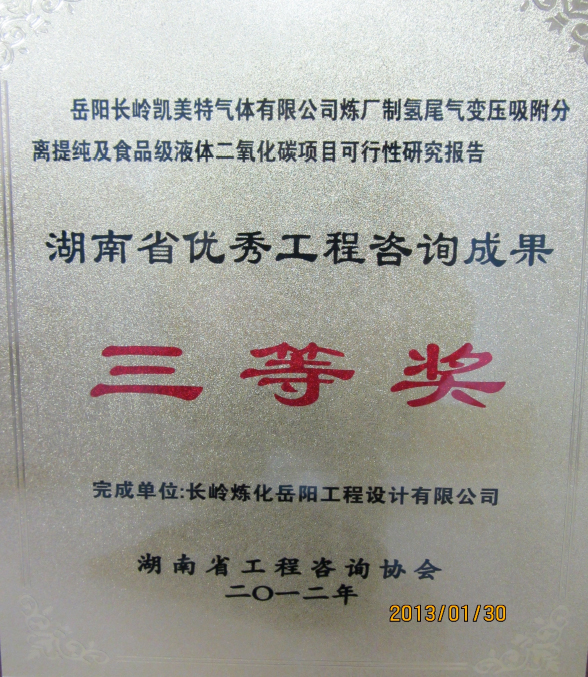 岳阳长岭凯美特气体有限公司炼厂制氢尾气变压吸附分
离提纯及食品级液体二氧化碳项目可行性研究报告
湖南省优秀工程咨询成果
三等奖
完成单位:长岭炼化岳阳工程设计有限公司
湖南省工程咨询协会
二〇一二年
2013/01/30